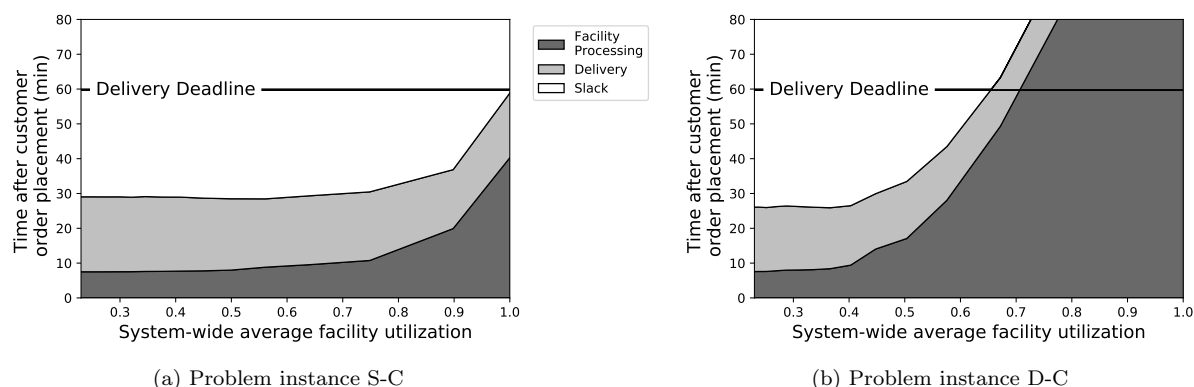 80
70
60
50
40
30
20
10
0
Time after customer
order placement (min)
Delivery Deadline
0.3 0.4 0.5 0.6 0.7 0.8 0.9 1.0
System-wide average facility utilization
(a) Problem instance S-C
Facility
Processing
Delivery
Slack
80
70
60
50
40
30
20
10
0
Time after customer
order placement (min)
Delivery Deadline
0.3 0.4 0.5 0.6 0.7 0.8 0.9 1.0
System-wide average facility utilization
(b) Problem instance D-C